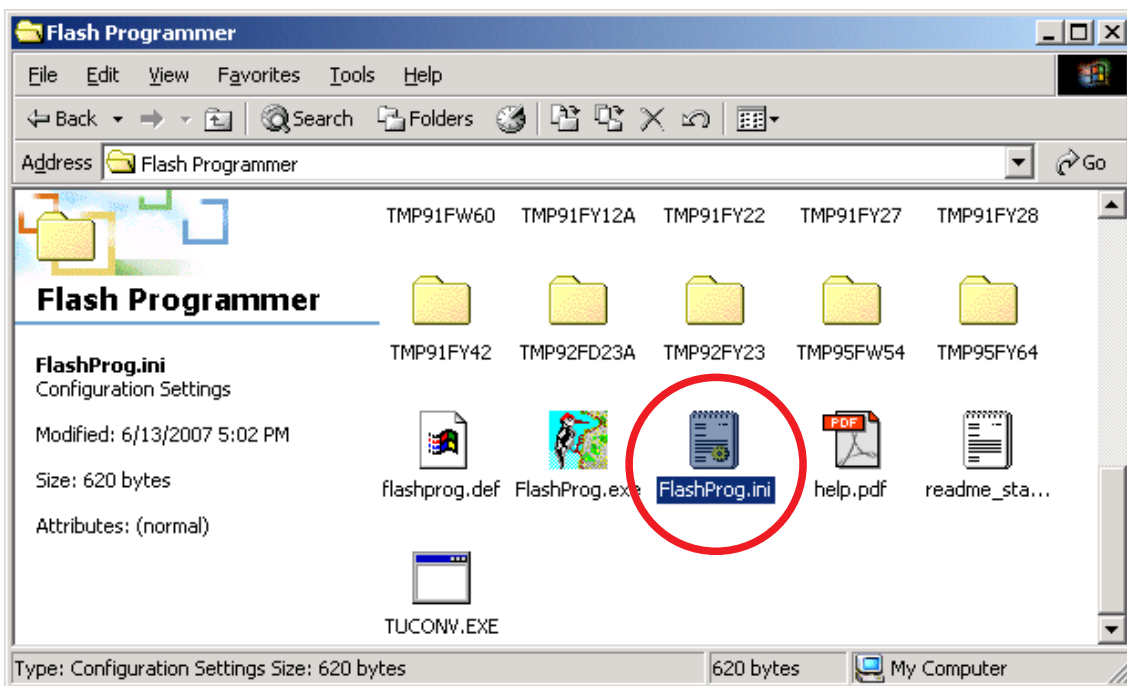 Flash Programmer
File Edit View Favorites Tools Help
Back Search Folders
Address Flash Programmer Go
TMP91FW60 TMP91FY12A TMP91FY22 TMP91FY27 TMP91FY28
Flash Programmer
TMP91FY42 TMP92FD23A TMP92FY23 TMP95FW54 TMP95FY64
FlashProg.ini
Configuration Settings
Modified: 6/13/2007 5:02 PM
Size: 620 bytes
Attributes: (normal)
PDF
flashprog.def FlashProg.exe FlashProg.ini help.pdf readme_sta...
TUCONV.EXE
Type: Configuration Settings Size: 620 bytes 620 bytes My Computer